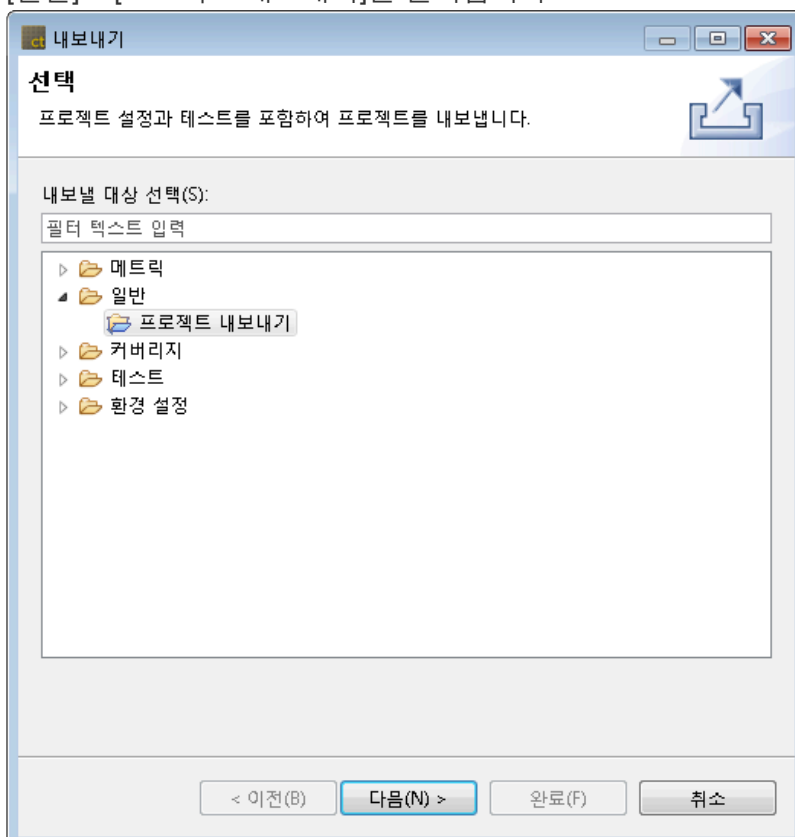 내보내기
선택
프로젝트 설정과 테스트를 포함하여 프로젝트를 내보냅니다.
내보낼 대상 선택(S):
필터 텍스트 입력
메트릭
일반
프로젝트 내보내기
커버리지
테스트
환경 설정
< 이전(B) 다음(N) > 완료(F) 취소